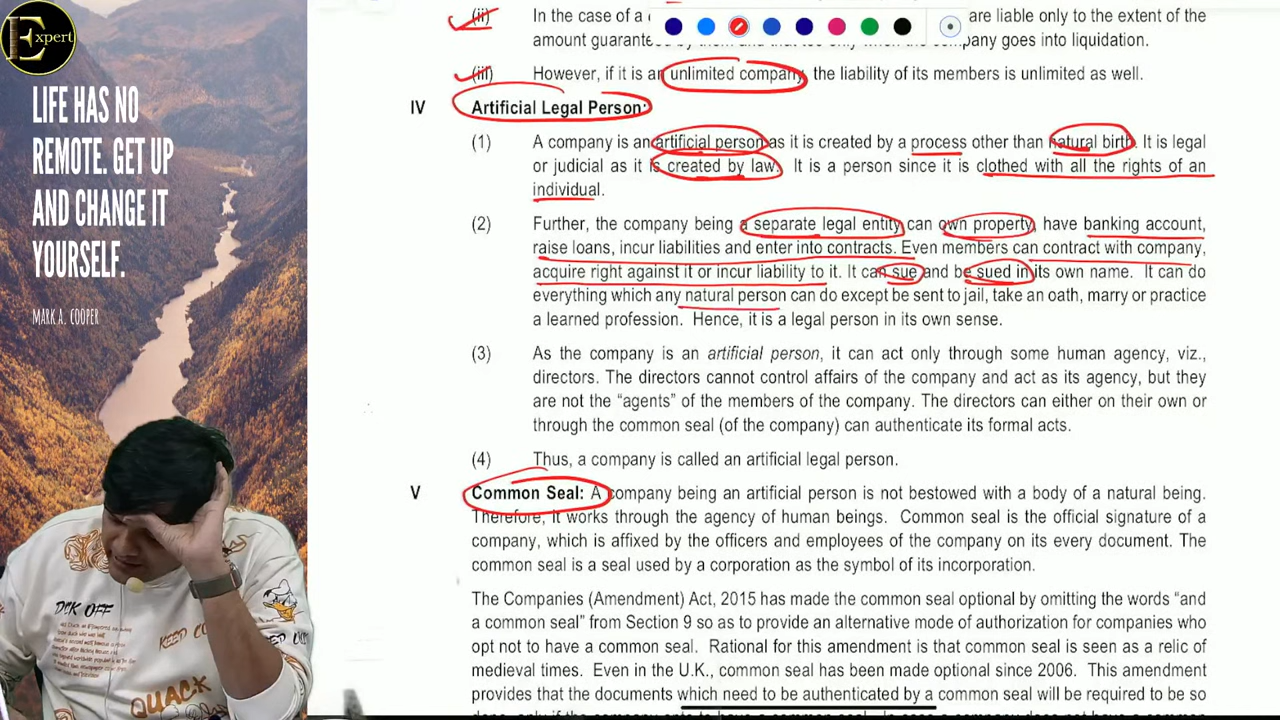 Expert
LIFE HAS NO
REMOTE. GET UP
AND CHANGE IT
YOURSELF.
MARK A. COOPER
(ii) In the case of a are liable only to the extent of the
amount guaranteed by them and that too only when the company goes into liquidation.
(iii) However, if it is an unlimited company, the liability of its members is unlimited as well.
IV Artificial Legal Person:
(1) A company is an artificial person as it is created by a process other than natural birth. It is legal
or judicial as it is created by law. It is a person since it is clothed with all the rights of an
individual.
(2) Further, the company being a separate legal entity can own property, have banking account,
raise loans, incur liabilities and enter into contracts. Even members can contract with company,
acquire right against it or incur liability to it. It can sue and be sued in its own name. It can do
everything which any natural person can do except be sent to jail, take an oath, marry or practice
a learned profession. Hence, it is a legal person in its own sense.
(3) As the company is an artificial person, it can act only through some human agency, viz.,
directors. The directors cannot control affairs of the company and act as its agency, but they
are not the “agents” of the members of the company. The directors can either on their own or
through the common seal (of the company) can authenticate its formal acts.
(4) Thus, a company is called an artificial legal person.
V Common Seal: A company being an artificial person is not bestowed with a body of a natural being.
Therefore, it works through the agency of human beings. Common seal is the official signature of a
company, which is affixed by the officers and employees of the company on its every document. The
common seal is a seal used by a corporation as the symbol of its incorporation.
The Companies (Amendment) Act, 2015 has made the common seal optional by omitting the words “and
a common seal” from Section 9 so as to provide an alternative mode of authorization for companies who
opt not to have a common seal. Rational for this amendment is that common seal is seen as a relic of
medieval times. Even in the U.K., common seal has been made optional since 2006. This amendment
provides that the documents which need to be authenticated by a common seal will be required to be so
DUCK OFF
KEEP CO
QUACK